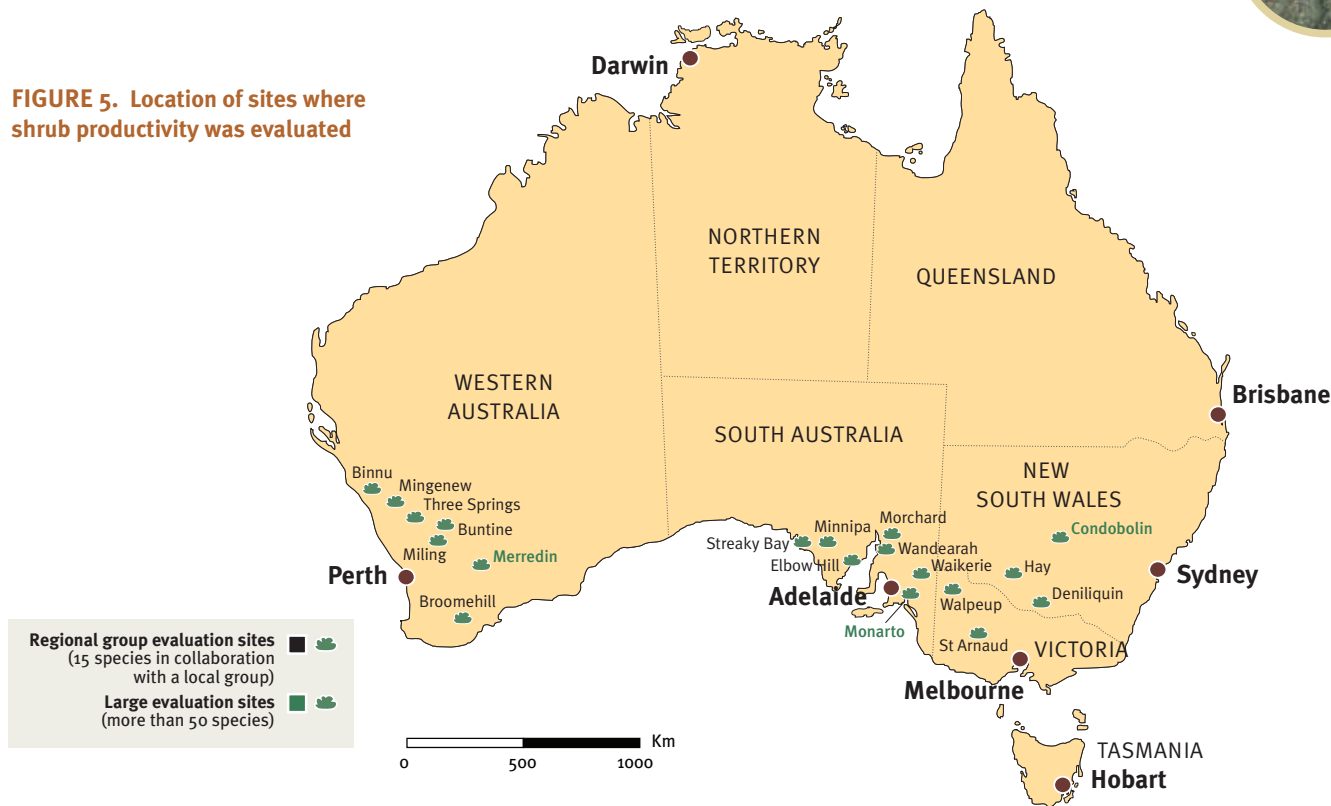 FIGURE 5. Location of sites where
shrub productivity was evaluated
Darwin
NORTHERN
TERRITORY
QUEENSLAND
WESTERN
AUSTRALIA
SOUTH AUSTRALIA
Brisbane
NEW
SOUTH WALES
Binnu
Mingenew
Three Springs
Buntine
Miling
Merredin
Perth
Broomehill
Streaky Bay
Minnipa
Elbow Hill
Morchard
Wandearah
Waikerie
Adelaide
Monarto
Walpeup
Condobolin
Hay
Deniliquin
Sydney
St Arnaud
VICTORIA
Melbourne
TASMANIA
Hobart
Regional group evaluation sites
(15 species in collaboration
with a local group)
Large evaluation sites
(more than 50 species)
Km
0 500 1000